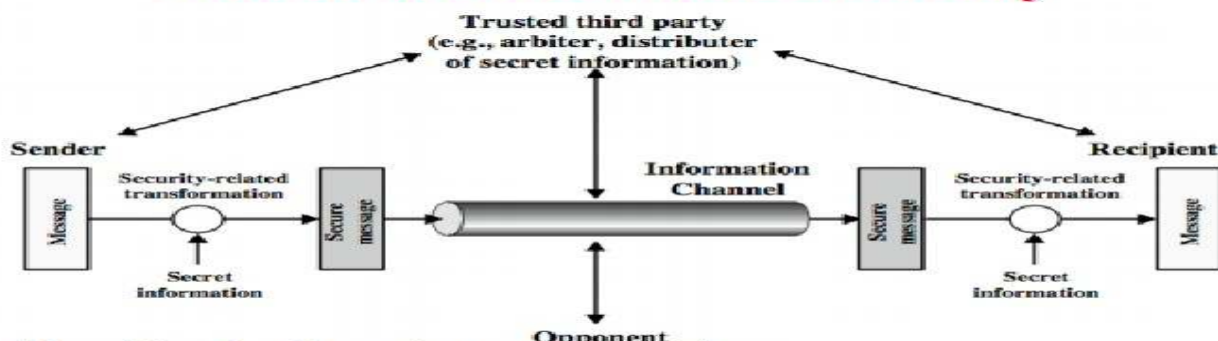 Trusted third party
(e.g., arbiter, distributer
of secret information)
Sender
Recipient
Information
Channel
Security-related
transformation
Security-related
transformation
Message
Secure
message
Secure
message
Message
Secret
information
Secret
information
Opponent